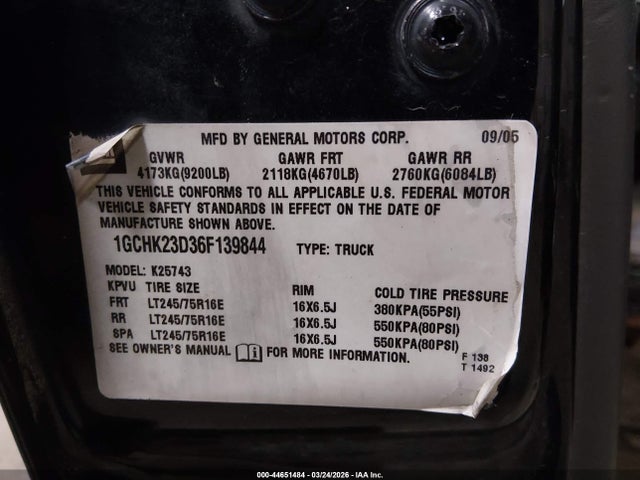 MFD BY GENERAL MOTORS CORP. 09/05
GVWR GAWR FRT GAWR RR
4173KG(9200LB) 2118KG(4670LB) 2760KG(6084LB)
THIS VEHICLE CONFORMS TO ALL APPLICABLE U.S. FEDERAL MOTOR
VEHICLE SAFETY STANDARDS IN EFFECT ON THE DATE OF
MANUFACTURE SHOWN ABOVE.
1GCHK23D36F139844 TYPE: TRUCK
MODEL: K25743
KPVU TIRE SIZE RIM COLD TIRE PRESSURE
FRT LT245/75R16E 16X6.5J 380KPA(55PSI)
RR LT245/75R16E 16X6.5J 550KPA(80PSI)
SPA LT245/75R16E 16X6.5J 550KPA(80PSI)
SEE OWNER'S MANUAL FOR MORE INFORMATION.
F 138
T 1492
000-44651484 - 03/24/2026 - IAA Inc.